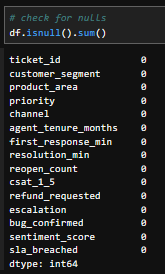 # check for nulls
df.isnull().sum()
ticket_id 0
customer_segment 0
product_area 0
priority 0
channel 0
agent_tenure_months 0
first_response_min 0
resolution_min 0
reopen_count 0
csat_1_5 0
refund_requested 0
escalation 0
bug_confirmed 0
sentiment_score 0
sla_breached 0
dtype: int64